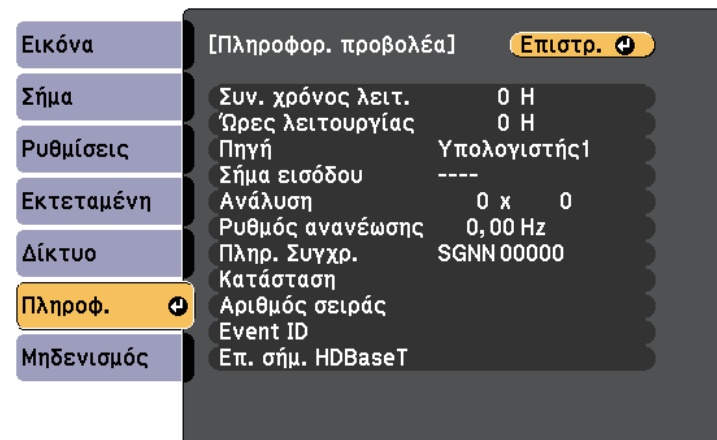 Εικόνα
Σήμα
Ρυθμίσεις
Εκτεταμένη
Δίκτυο
Πληροφ.
Μηδενισμός
[Πληροφορ. προβολέα] Επιστρ.
Συν. χρόνος λειτ. 0 H
Ώρες λειτουργίας 0 H
Πηγή Υπολογιστής1
Σήμα εισόδου ----
Ανάλυση 0 x 0
Ρυθμός ανανέωσης 0,00 Hz
Πληρ. Συγχρ. SGNN 00000
Κατάσταση
Αριθμός σειράς
Event ID
Επ. σήμ. HDBaseT